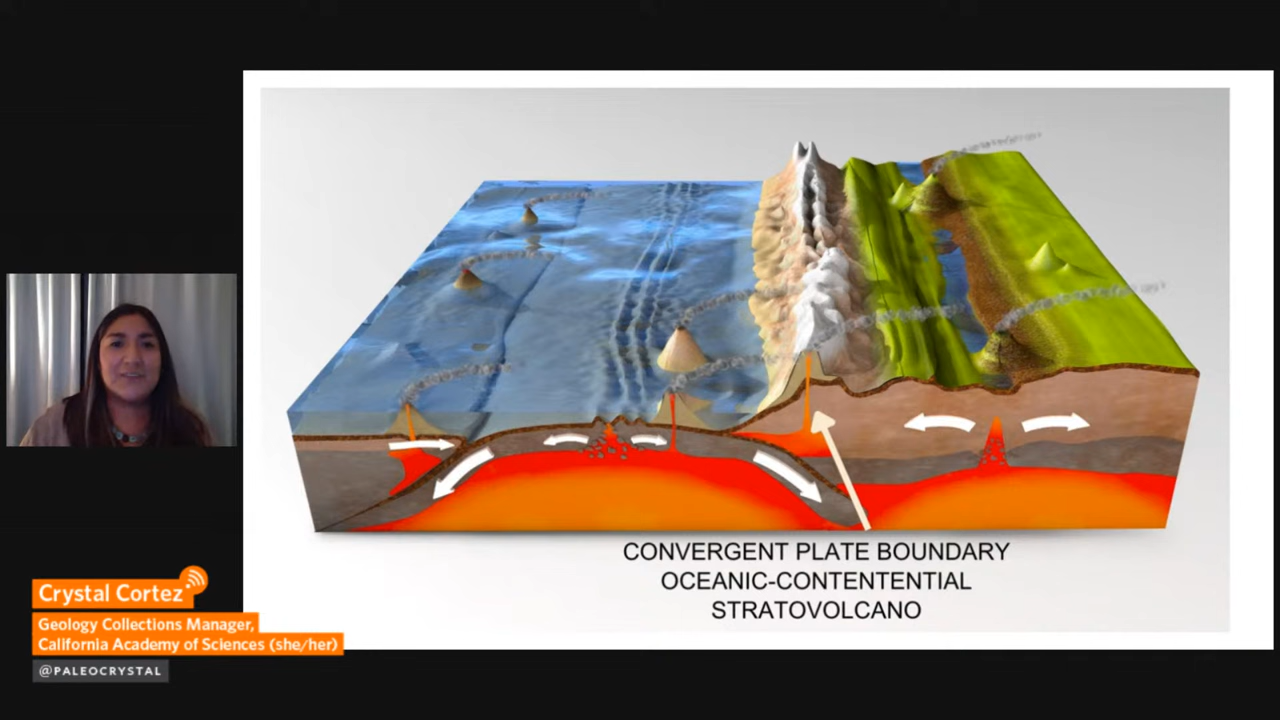 CONVERGENT PLATE BOUNDARY
OCEANIC-CONTENTENTIAL
STRATOVOLCANO
Crystal Cortez
Geology Collections Manager,
California Academy of Sciences (she/her)
@PALEOCRYSTAL